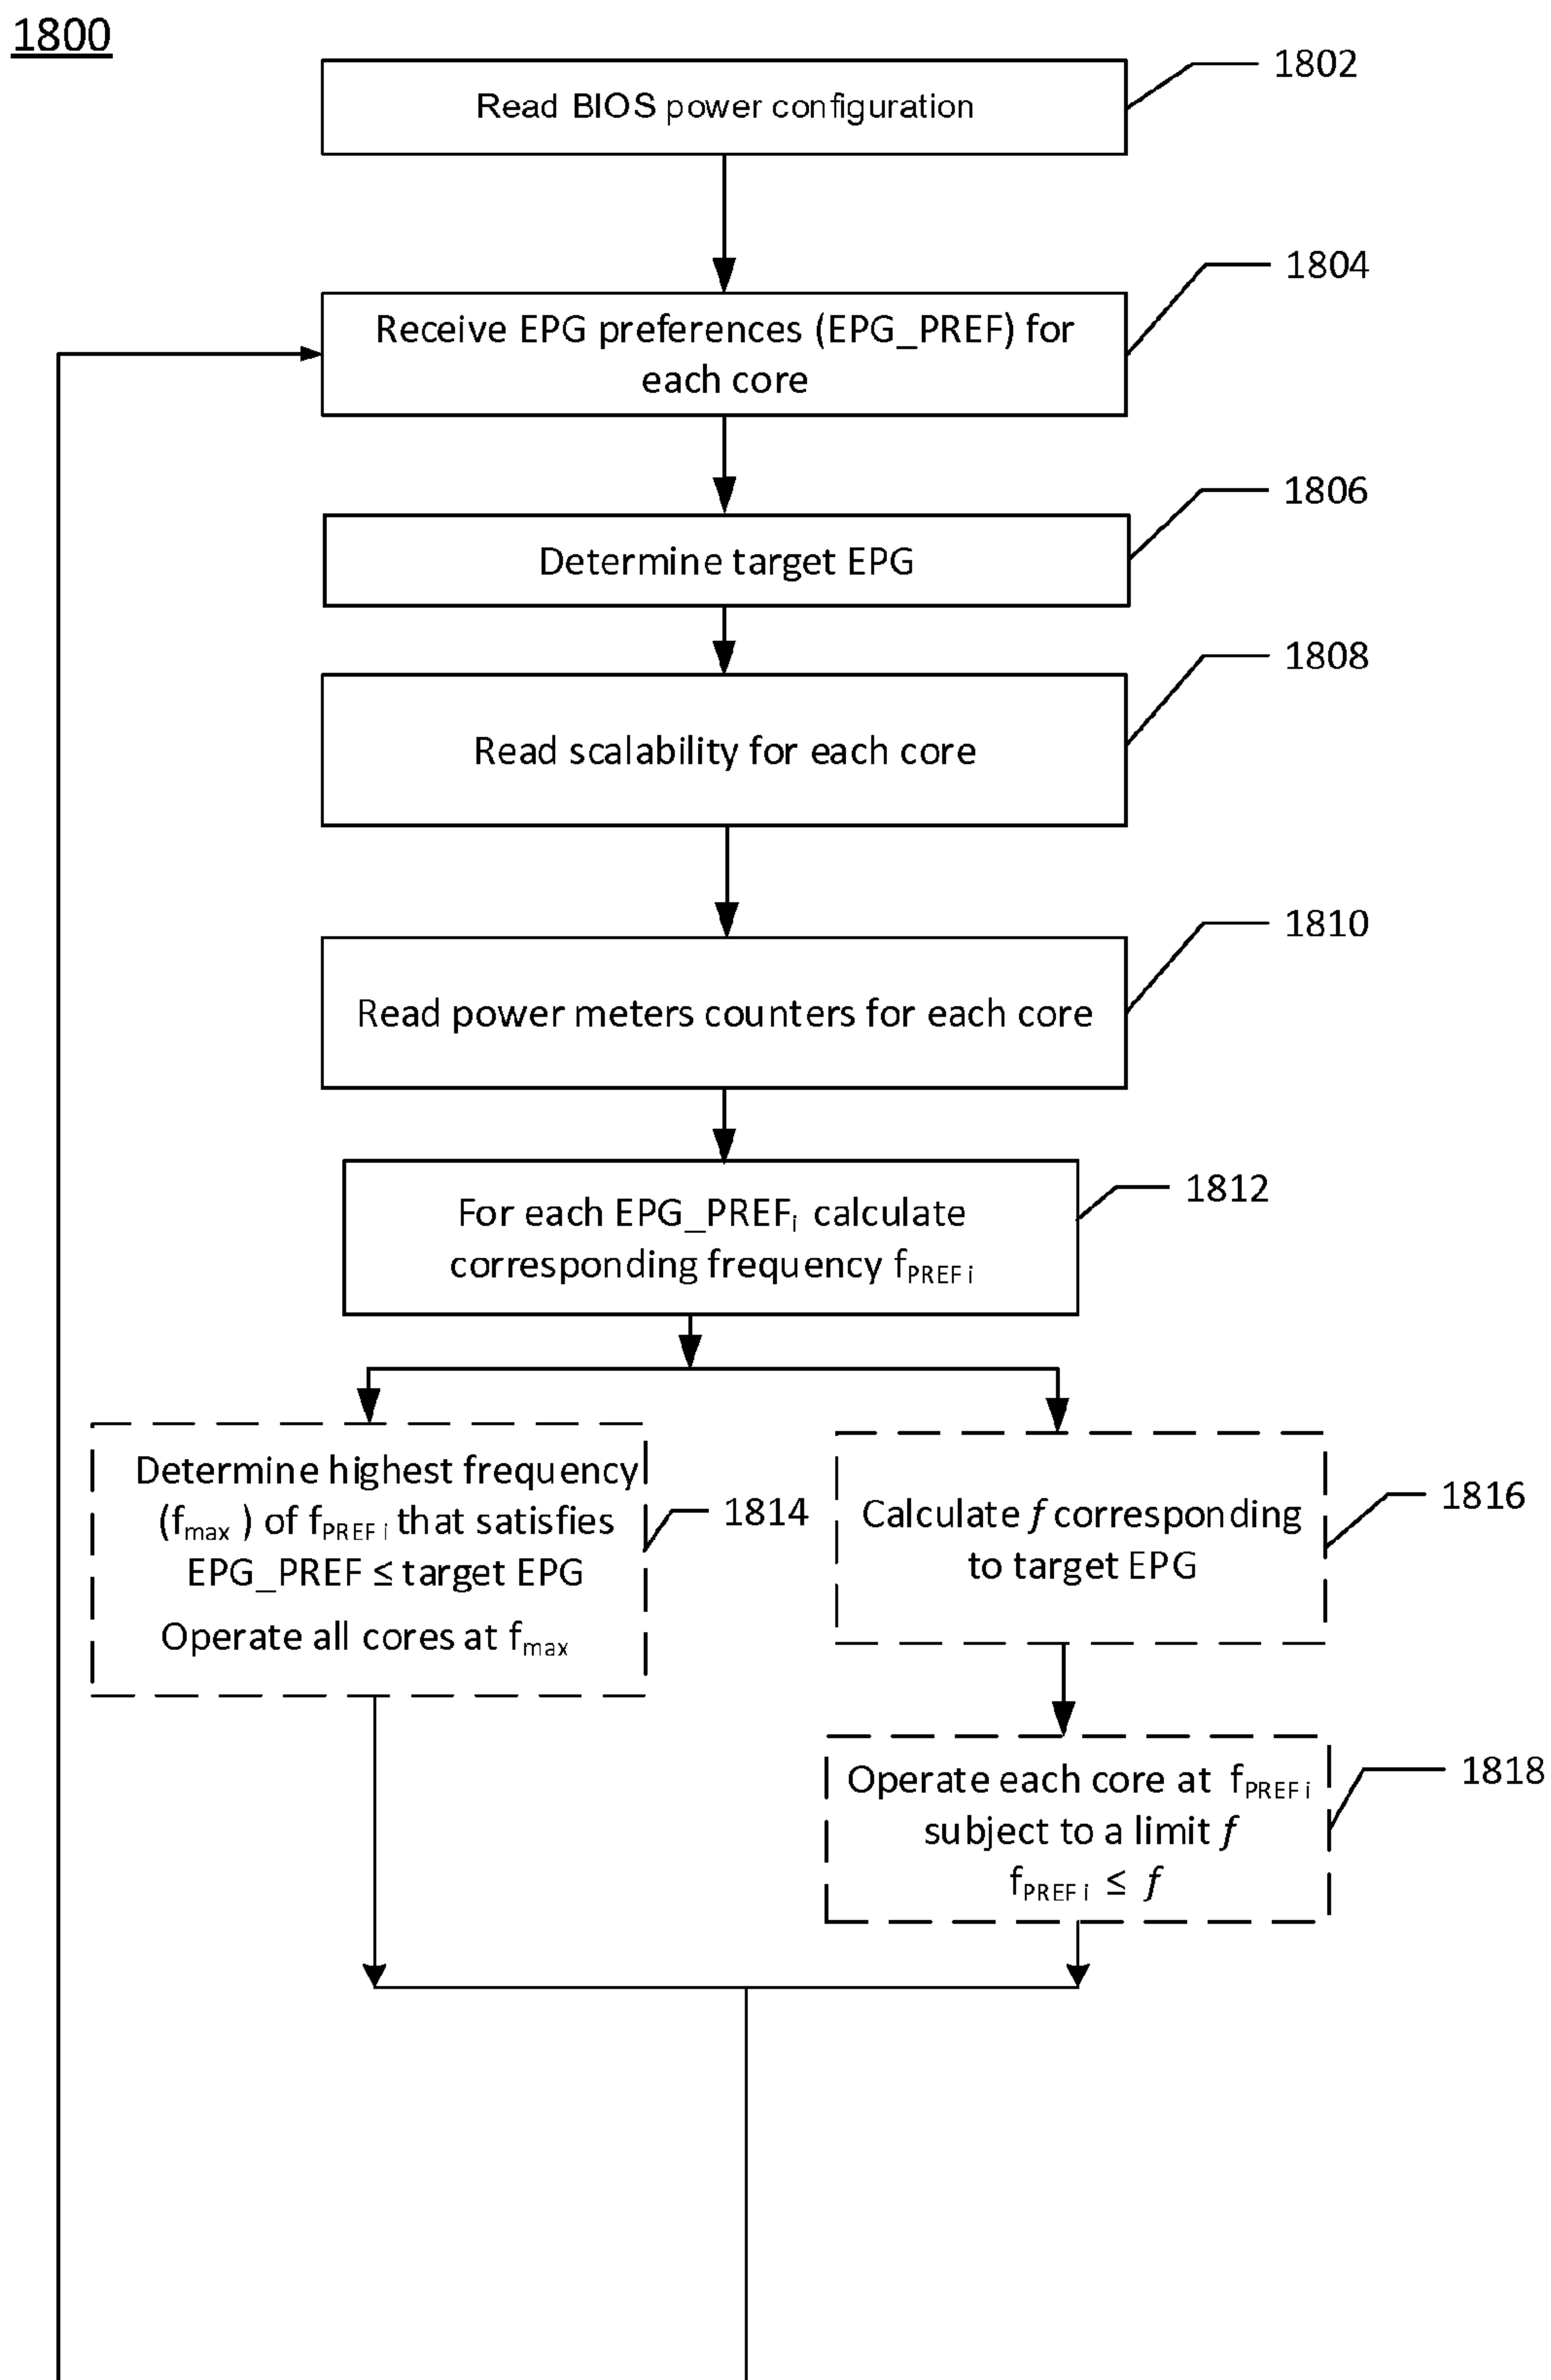 1800
Read BIOS power configuration
1802
Receive EPG preferences (EPG_PREF) for
each core
1804
Determine target EPG
1806
Read scalability for each core
1808
Read power meters counters for each core
1810
For each EPG_PREFi calculate
corresponding frequency fPREF i
1812
Determine highest frequency
(fmax ) of fPREF i that satisfies
EPG_PREF ≤ target EPG
Operate all cores at fmax
1814
Calculate f corresponding
to target EPG
1816
Operate each core at fPREF i
subject to a limit f
fPREF i ≤ f
1818